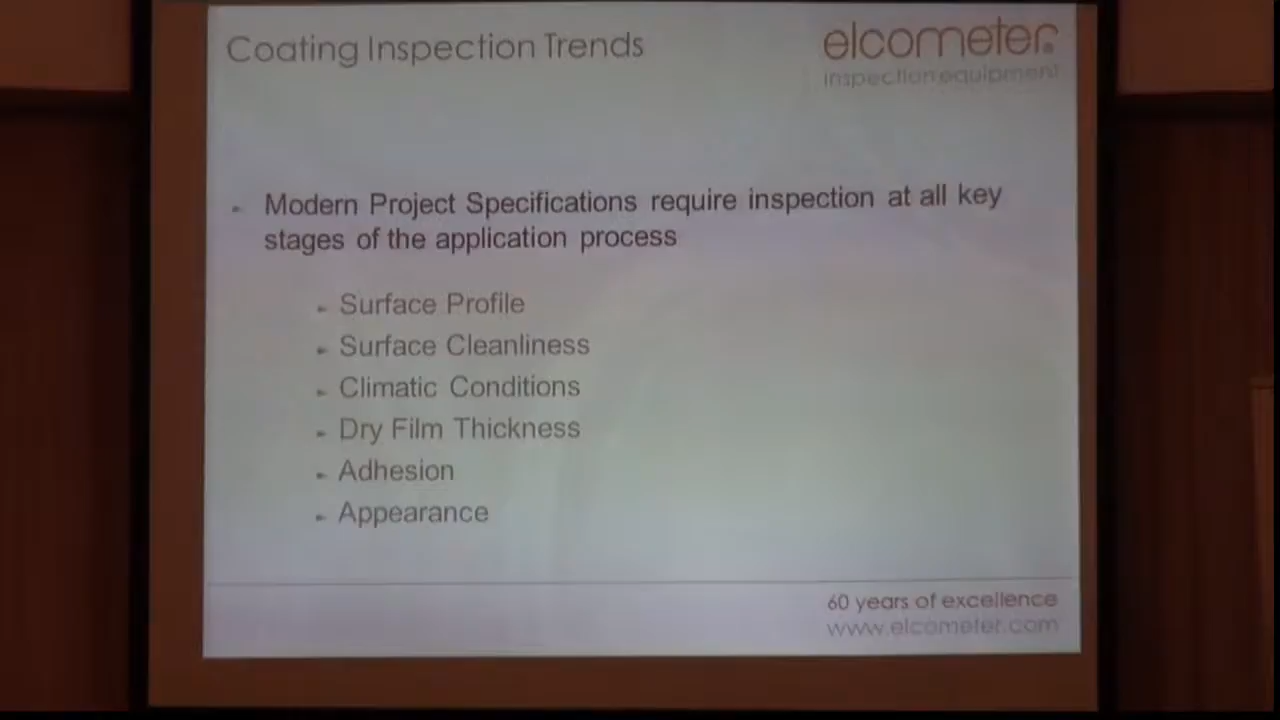 Coating Inspection Trends
elcometer
inspection equipment
Modern Project Specifications require inspection at all key
stages of the application process
Surface Profile
Surface Cleanliness
Climatic Conditions
Dry Film Thickness
Adhesion
Appearance
60 years of excellence
www.elcometer.com